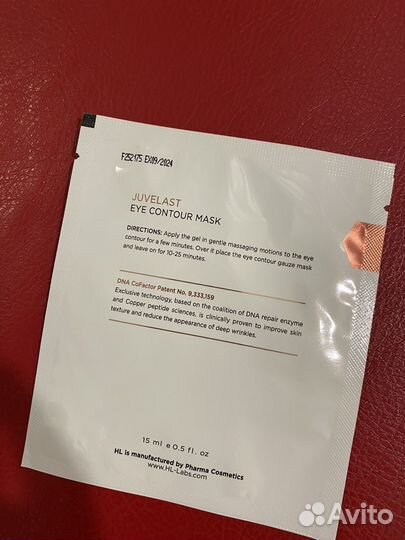 F252175 EX09/2024
JUVELAST
EYE CONTOUR MASK
DIRECTIONS: Apply the gel in gentle massaging motions to the eye
contour for a few minutes. Over it place the eye contour gauze mask
and leave on for 10-25 minutes.
DNA CoFactor Patent No. 9,333,159
Exclusive technology, based on the coalition of DNA repair enzyme
and Copper peptide sciences, is clinically proven to improve skin
texture and reduce the appearance of deep wrinkles.
15 ml e 0.5 fl. oz
HL is manufactured by Pharma Cosmetics
www.HL-Labs.com
Avito